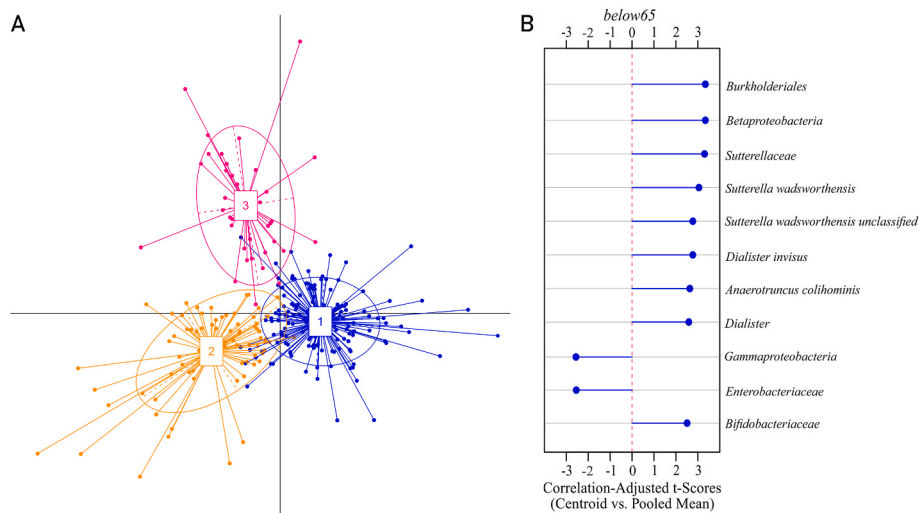 A
3
1
2
B
below65
-3 -2 -1 0 1 2 3
Burkholderiales
Betaproteobacteria
Sutterellaceae
Sutterella wadsworthensis
Sutterella wadsworthensis unclassified
Dialister invisus
Anaerotruncus colihominis
Dialister
Gammaproteobacteria
Enterobacteriaceae
Bifidobacteriaceae
-3 -2 -1 0 1 2 3
Correlation-Adjusted t-Scores
(Centroid vs. Pooled Mean)